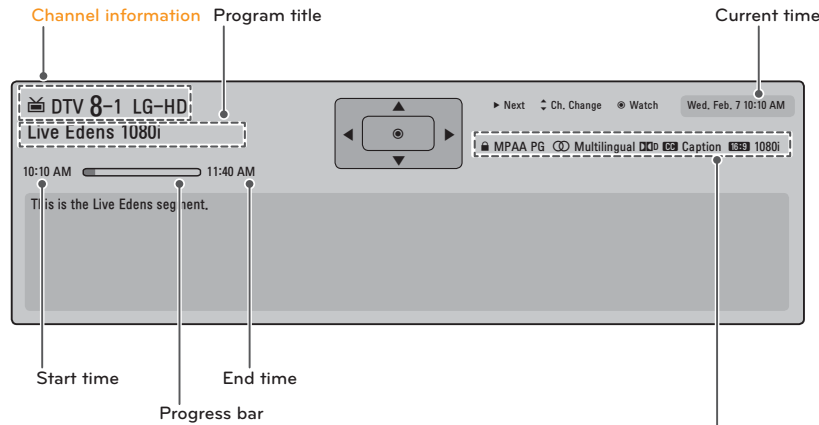 Channel information Program title Current time
DTV 8-1 LG-HD
▶ Next Ch. Change ◉ Watch Wed. Feb. 7 10:10 AM
Live Edens 1080i
MPAA PG Multilingual DD D CC Caption 16:9 1080i
10:10 AM 11:40 AM
This is the Live Edens segment.
Start time End time
Progress bar